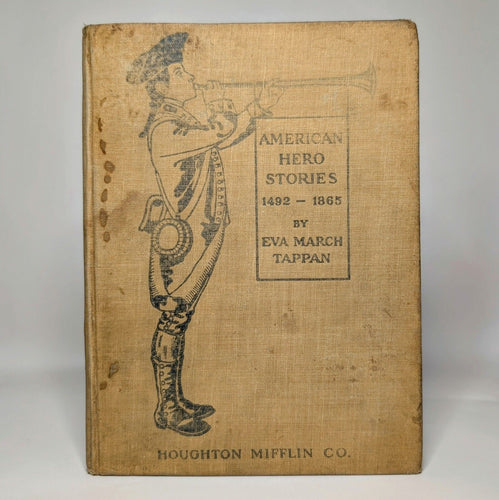 AMERICAN
HERO
STORIES
1492 – 1865
BY
EVA MARCH
TAPPAN
HOUGHTON MIFFLIN CO.